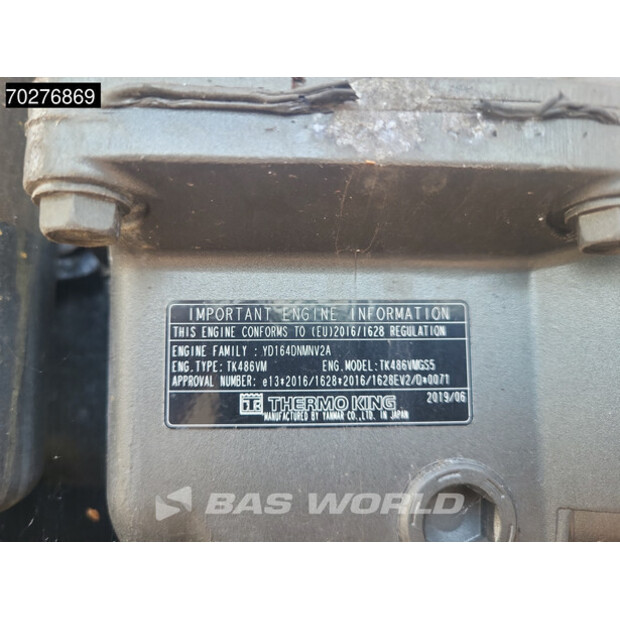 70276869
IMPORTANT ENGINE INFORMATION
THIS ENGINE CONFORMS TO (EU)2016/1628 REGULATION
ENGINE FAMILY : YD164DNMNV2A
ENG.TYPE: TK486VM ENG.MODEL: TK486VMGS5
APPROVAL NUMBER: e13*2016/1628*2016/1628EV2/D*0071
THERMO KING 2019/06
MANUFACTURED BY YANMAR CO.,LTD. IN JAPAN
BAS WORLD